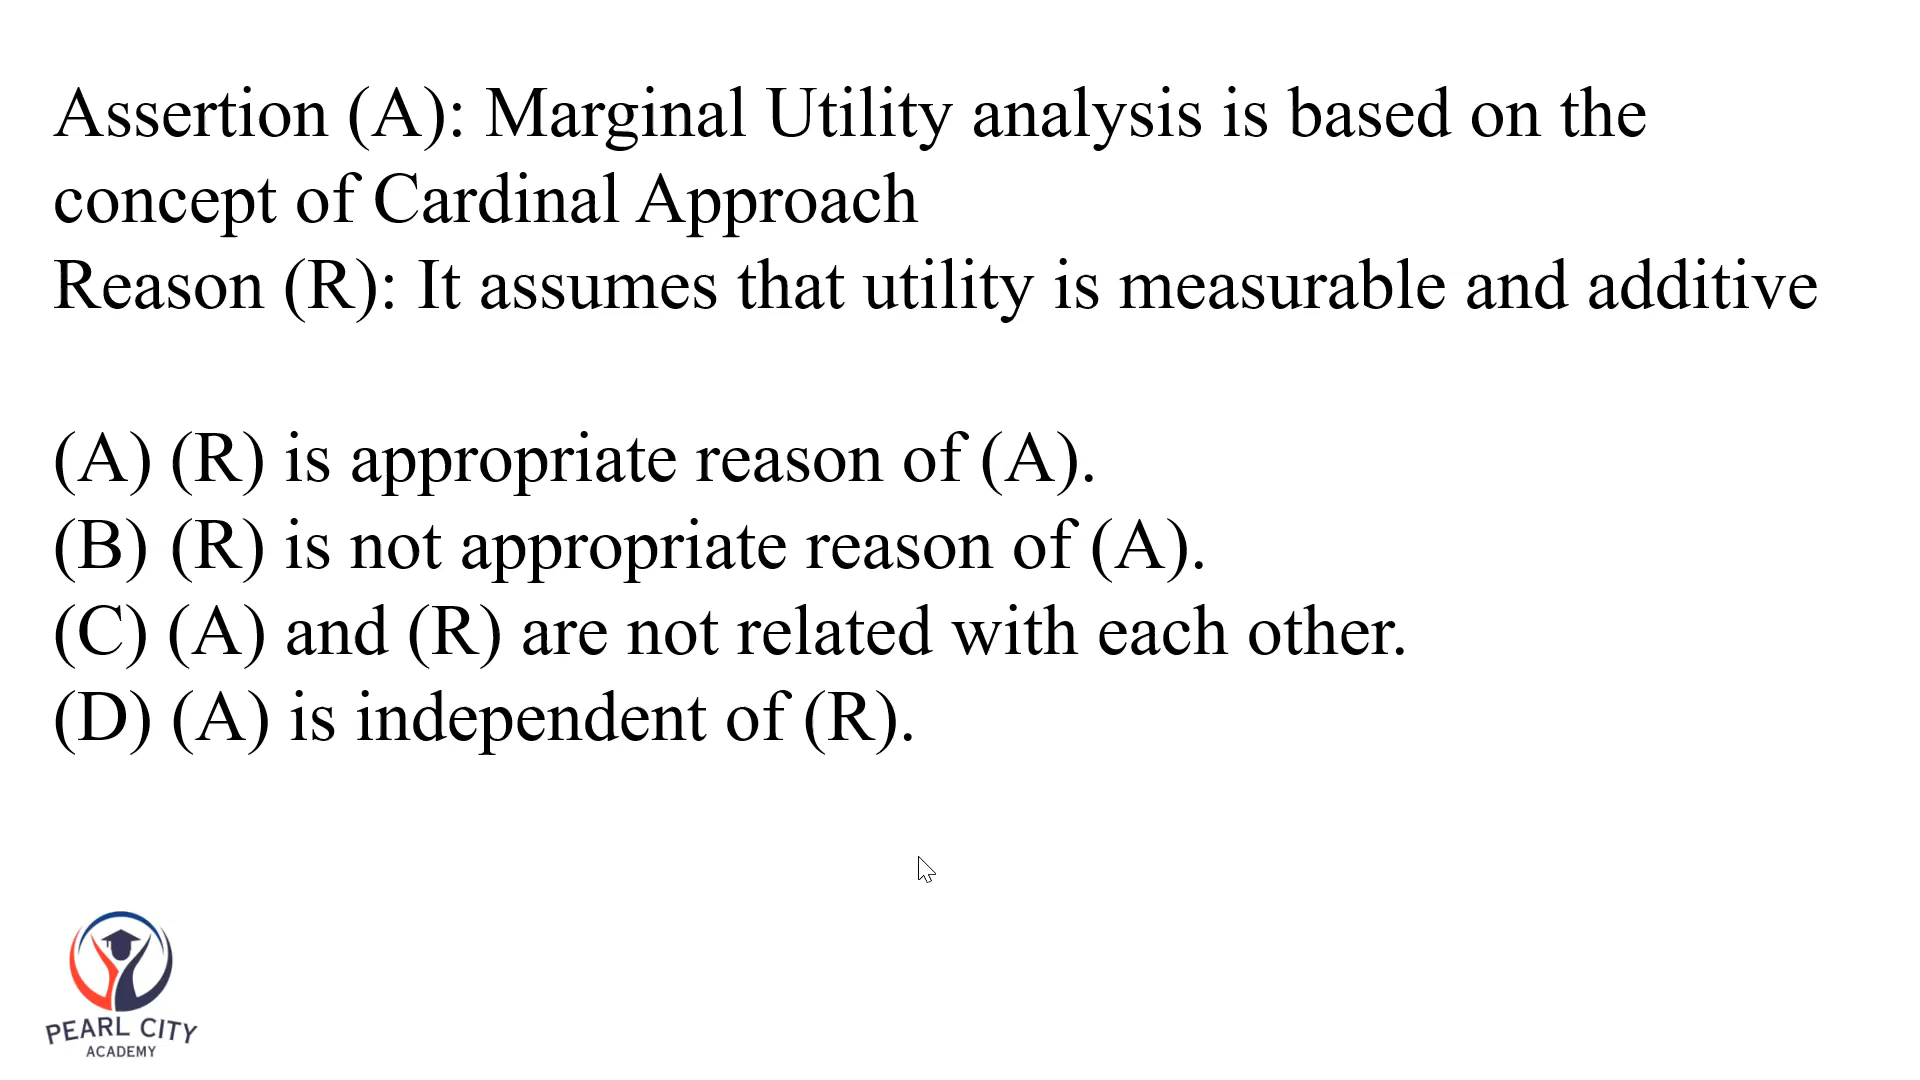 Assertion (A): Marginal Utility analysis is based on the
concept of Cardinal Approach
Reason (R): It assumes that utility is measurable and additive
(A) (R) is appropriate reason of (A).
(B) (R) is not appropriate reason of (A).
(C) (A) and (R) are not related with each other.
(D) (A) is independent of (R).
PEARL CITY
ACADEMY